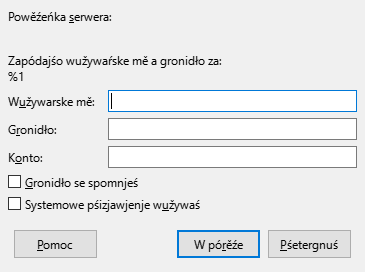 Powěźeńka serwera:
Zapódajśo wužywaŕske mě a gronidło za:
%1
Wužywarske mě:
Gronidło:
Konto:
Gronidło se spomnjeś
Systemowe pśizjawjenje wužywaś
Pomoc
W pórěźe
Pśetergnuś